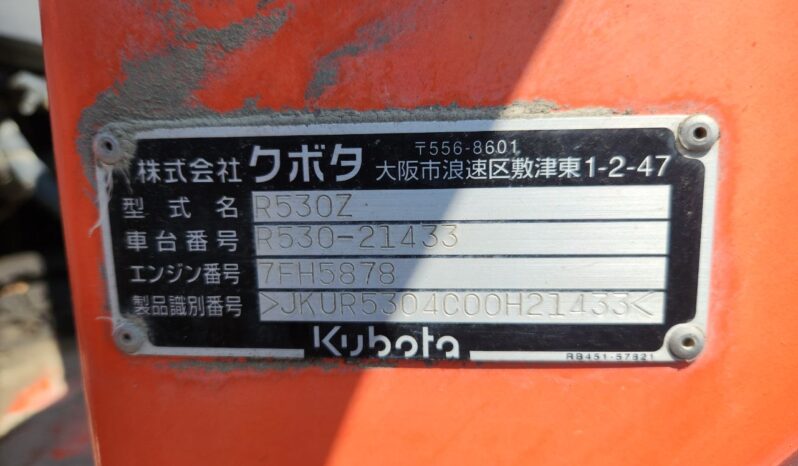 株式会社 クボタ 〒556-8601
大阪市浪速区敷津東1-2-47
型式名 R530Z
車台番号 R530-21433
エンジン番号 7FH5878
製品識別番号 >JKUR5304C00H21433<
Kubota
RB451-57821